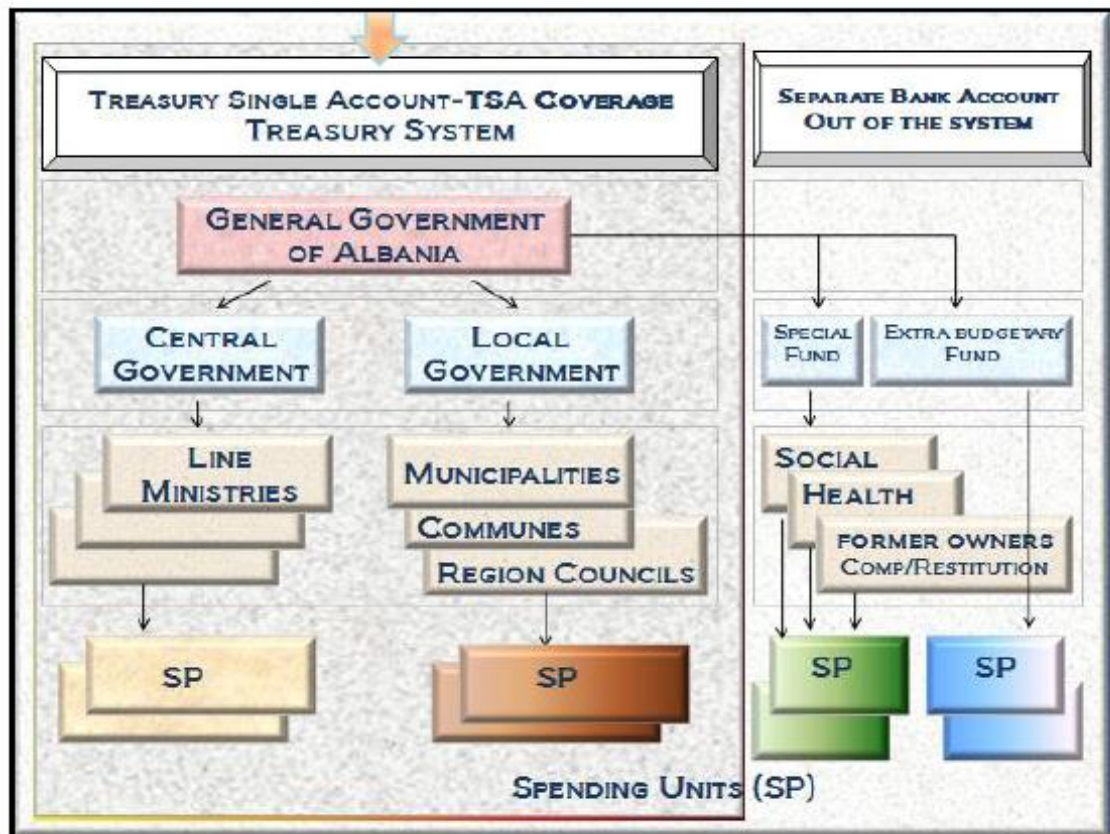 TREASURY SINGLE ACCOUNT-TSA COVERAGE
TREASURY SYSTEM
SEPARATE BANK ACCOUNT
OUT OF THE SYSTEM
GENERAL GOVERNMENT
OF ALBANIA
CENTRAL
GOVERNMENT
LOCAL
GOVERNMENT
SPECIAL
FUND
EXTRA BUDGETARY
FUND
LINE
MINISTRIES
MUNICIPALITIES
COMMUNES
REGION COUNCILS
SOCIAL
HEALTH
FORMER OWNERS
COMP/RESTITUTION
SP
SP
SP
SP
SPENDING UNITS (SP)